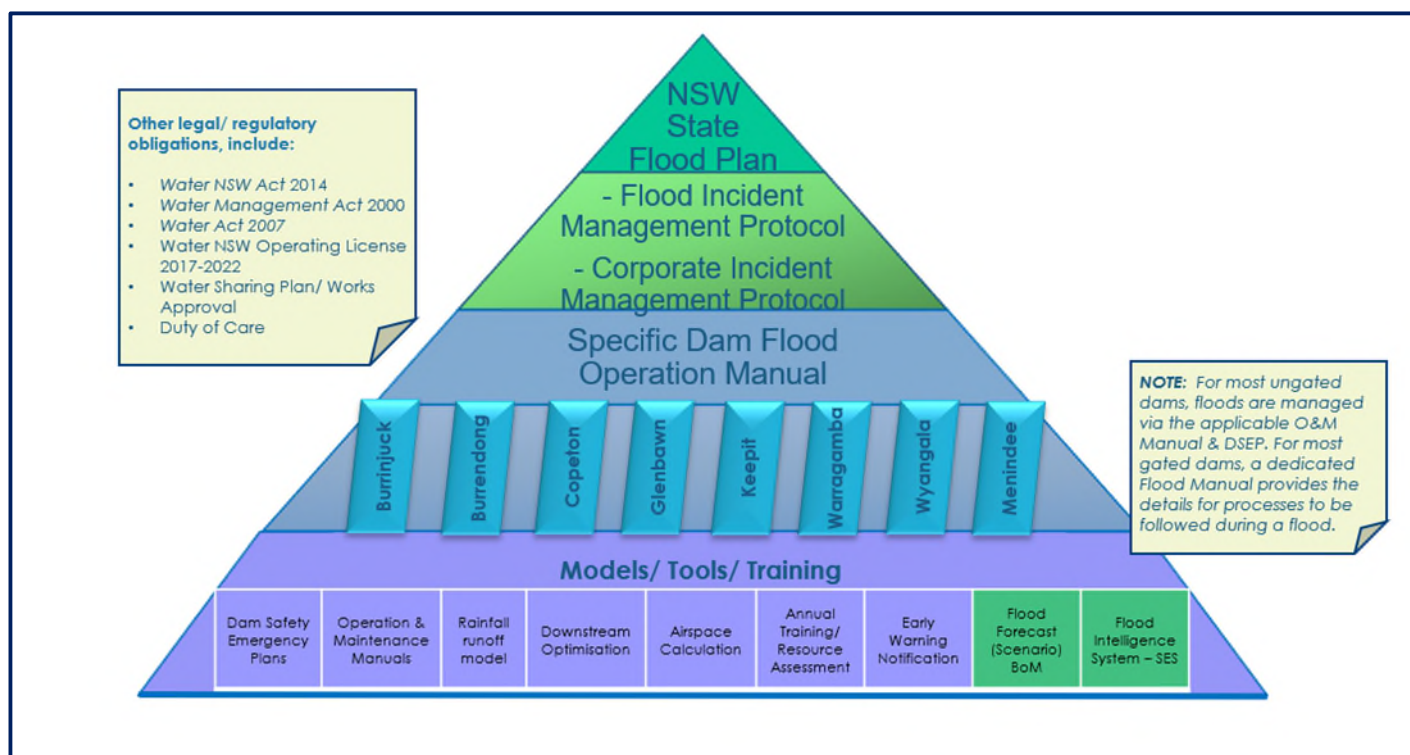 NSW
State
Flood Plan
Other legal/ regulatory
obligations, include:
• Water NSW Act 2014
• Water Management Act 2000
• Water Act 2007
• Water NSW Operating License
2017-2022
• Water Sharing Plan/ Works
Approval
• Duty of Care
- Flood Incident
Management Protocol
- Corporate Incident
Management Protocol
Specific Dam Flood
Operation Manual
NOTE: For most ungated
dams, floods are managed
via the applicable O&M
Manual & DSEP. For most
gated dams, a dedicated
Flood Manual provides the
details for processes to be
followed during a flood.
Burrinjuck
Burrendong
Copeton
Glenbawn
Keepit
Warragamba
Wyangala
Menindee
Models/ Tools/ Training
Dam Safety
Emergency
Plans
Operation &
Maintenance
Manuals
Rainfall
runoff
model
Downstream
Optimisation
Airspace
Calculation
Annual
Training/
Resource
Assessment
Early
Warning
Notification
Flood
Forecast
(Scenario)
BoM
Flood
Intelligence
System – SES